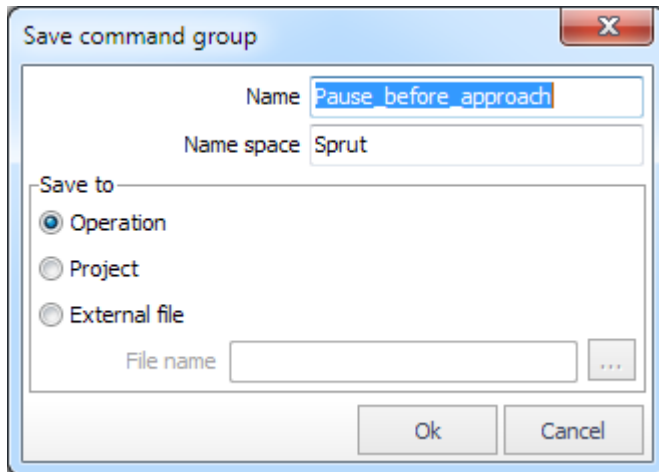 Save command group
Name Pause_before_approach
Name space Sprut
Save to
Operation
Project
External file
File name ...
Ok Cancel